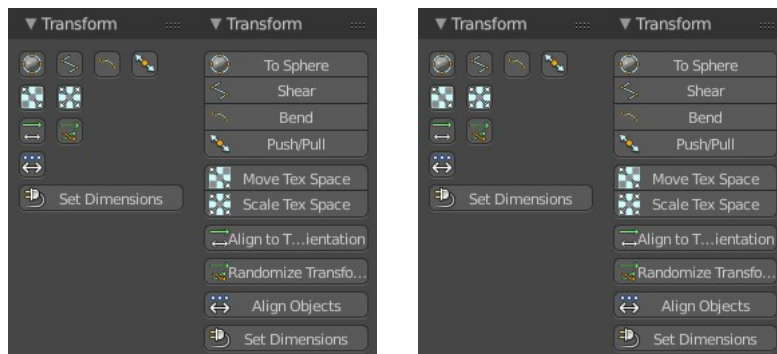 Transform
Set Dimensions
Transform
To Sphere
Shear
Bend
Push/Pull
Move Tex Space
Scale Tex Space
Align to T...ientation
Randomize Transfo...
Align Objects
Set Dimensions
Transform
Set Dimensions
Transform
To Sphere
Shear
Bend
Push/Pull
Move Tex Space
Scale Tex Space
Align to T...ientation
Randomize Transfo...
Align Objects
Set Dimensions